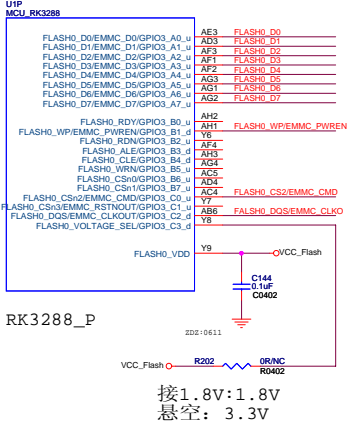 U1P
MCU_RK3288
FLASH0_D0/EMMC_D0/GPIO3_A0_u AE3 FLASH0_D0
FLASH0_D1/EMMC_D1/GPIO3_A1_u AD3 FLASH0_D1
FLASH0_D2/EMMC_D2/GPIO3_A2_u AF3 FLASH0_D2
FLASH0_D3/EMMC_D3/GPIO3_A3_u AF1 FLASH0_D3
FLASH0_D4/EMMC_D4/GPIO3_A4_u AF2 FLASH0_D4
FLASH0_D5/EMMC_D5/GPIO3_A5_u AG3 FLASH0_D5
FLASH0_D6/EMMC_D6/GPIO3_A6_u AG1 FLASH0_D6
FLASH0_D7/EMMC_D7/GPIO3_A7_u AG2 FLASH0_D7
FLASH0_RDY/GPIO3_B0_u AH2
FLASH0_WP/EMMC_PWREN/GPIO3_B1_d AH1 FLASH0_WP/EMMC_PWREN
FLASH0_RDN/GPIO3_B2_u Y6
FLASH0_ALE/GPIO3_B3_d AF4
FLASH0_CLE/GPIO3_B4_d AH3
FLASH0_WRN/GPIO3_B5_u AG4
FLASH0_CSn0/GPIO3_B6_u AC5
FLASH0_CSn1/GPIO3_B7_u AD4
FLASH0_CSn2/EMMC_CMD/GPIO3_C0_u AC4 FLASH0_CS2/EMMC_CMD
FLASH0_CSn3/EMMC_RSTNOUT/GPIO3_C1_u Y7
FLASH0_DQS/EMMC_CLKOUT/GPIO3_C2_d AB6 FALSH0_DQS/EMMC_CLKO
FLASH0_VOLTAGE_SEL/GPIO3_C3_d Y8
FLASH0_VDD Y9 VCC_Flash
C144
0.1uF
C0402
RK3288_P
ZDZ:0611
VCC_Flash R202 0R/NC
R0402
接1.8V:1.8V
悬空: 3.3V